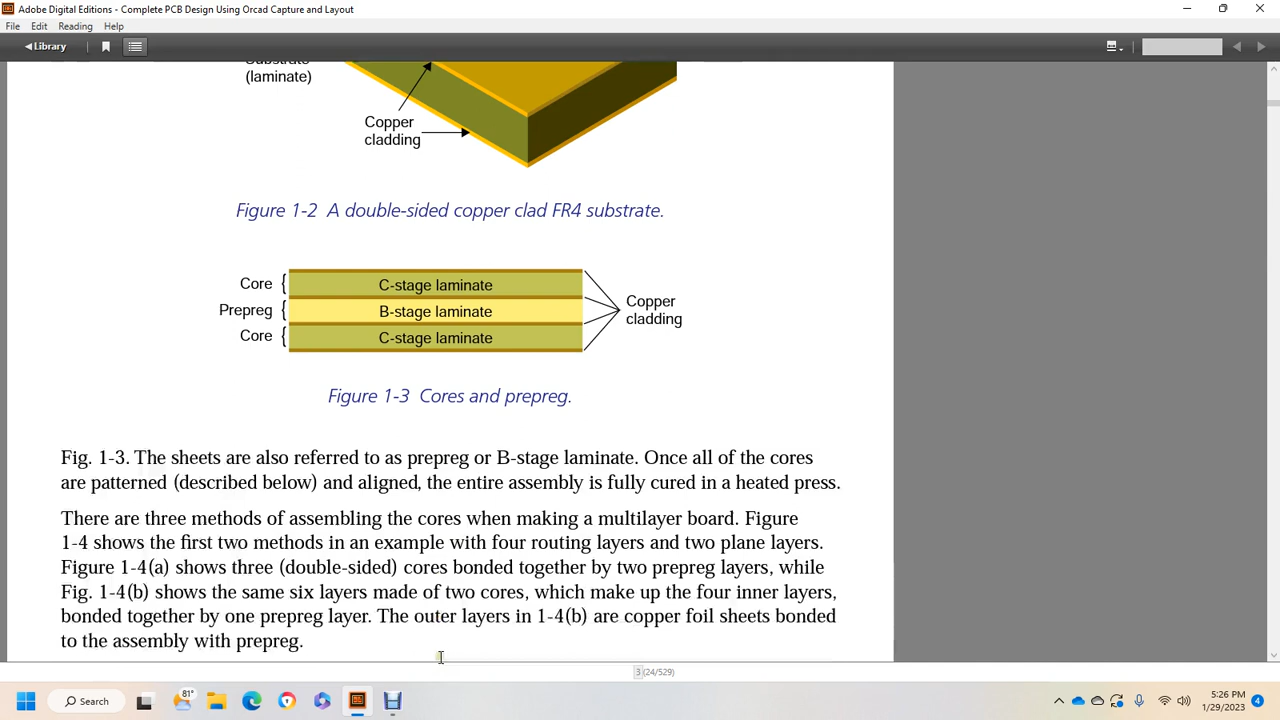 Adobe Digital Editions - Complete PCB Design Using Orcad Capture and Layout
File Edit Reading Help
Library
Substrate
(laminate)
Copper
cladding
Figure 1-2 A double-sided copper clad FR4 substrate.
Core
C-stage laminate
Prepreg
B-stage laminate
Core
C-stage laminate
Copper
cladding
Figure 1-3 Cores and prepreg.
Fig. 1-3. The sheets are also referred to as prepreg or B-stage laminate. Once all of the cores
are patterned (described below) and aligned, the entire assembly is fully cured in a heated press.
There are three methods of assembling the cores when making a multilayer board. Figure
1-4 shows the first two methods in an example with four routing layers and two plane layers.
Figure 1-4(a) shows three (double-sided) cores bonded together by two prepreg layers, while
Fig. 1-4(b) shows the same six layers made of two cores, which make up the four inner layers,
bonded together by one prepreg layer. The outer layers in 1-4(b) are copper foil sheets bonded
to the assembly with prepreg.
3 (24/529)
Search
81°
5:26 PM
1/29/2023
4